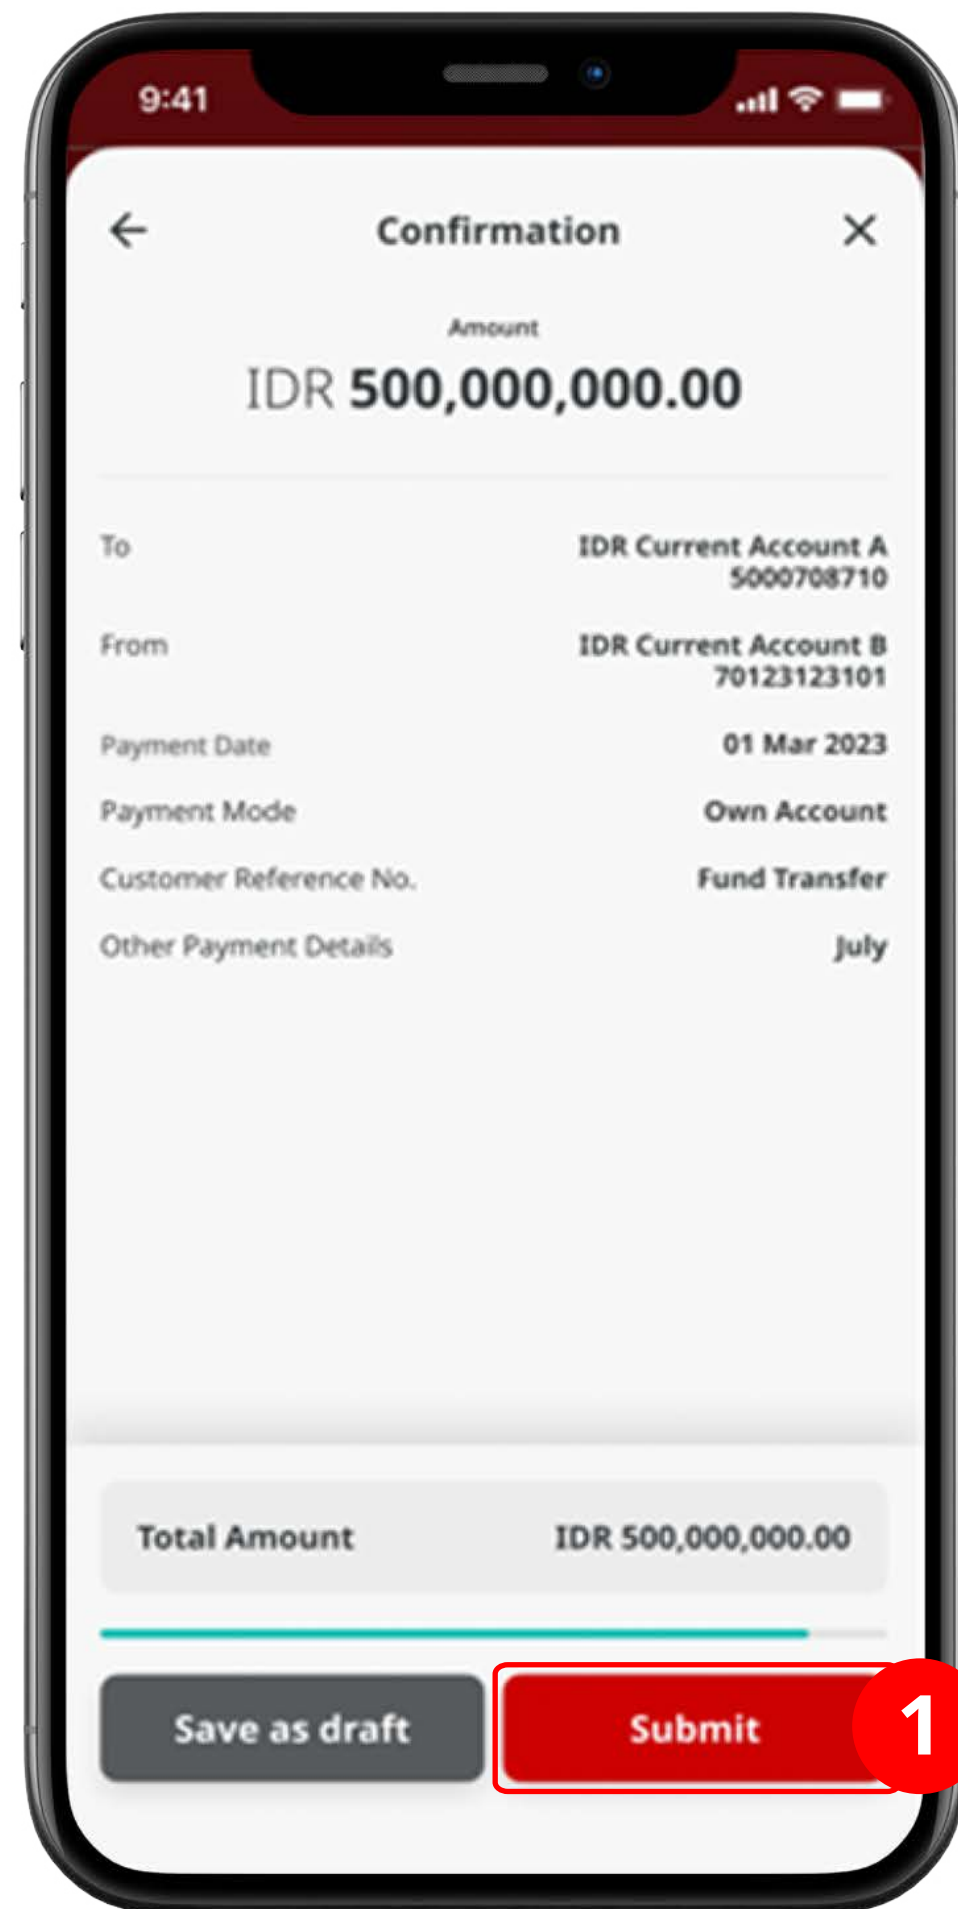 9:41
Confirmation
Amount
IDR 500,000,000.00
To
IDR Current Account A
5000708710
From
IDR Current Account B
70123123101
Payment Date
01 Mar 2023
Payment Mode
Own Account
Customer Reference No.
Fund Transfer
Other Payment Details
July
Total Amount
IDR 500,000,000.00
Save as draft
Submit
1